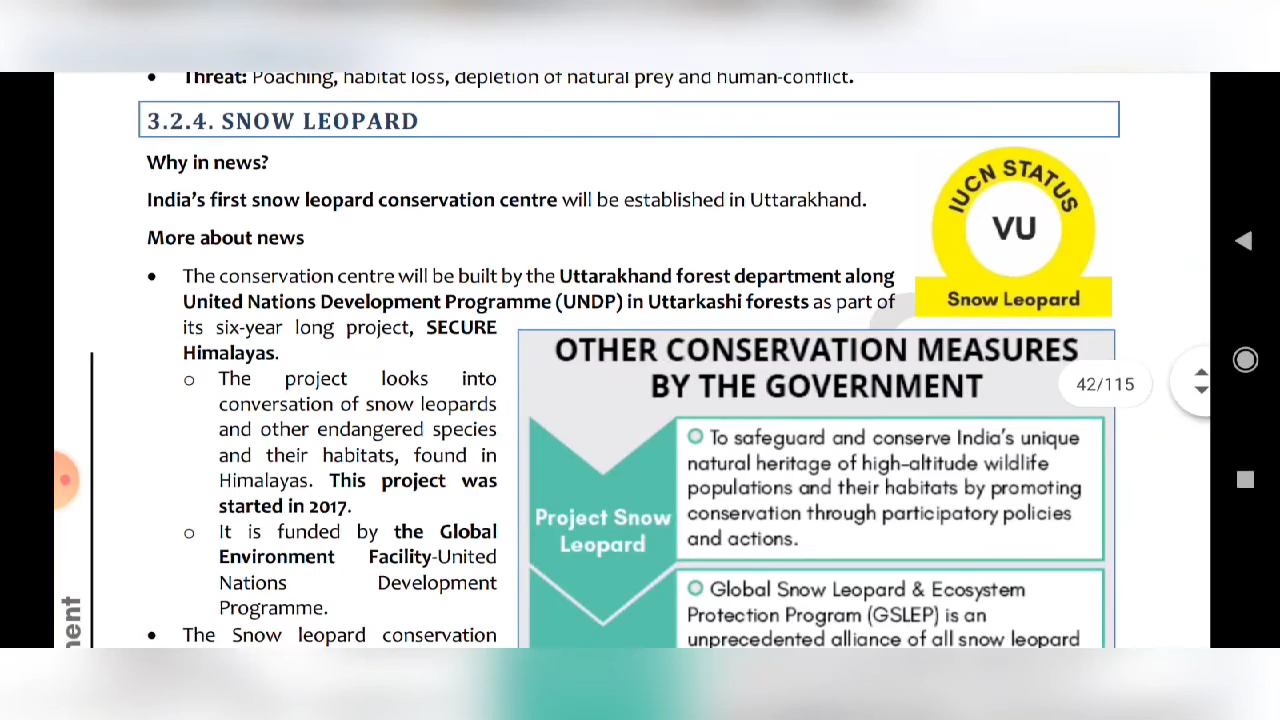 • Threat: Poaching, habitat loss, depletion of natural prey and human-conflict.
3.2.4. SNOW LEOPARD
Why in news?
India's first snow leopard conservation centre will be established in Uttarakhand.
More about news
• The conservation centre will be built by the Uttarakhand forest department along
United Nations Development Programme (UNDP) in Uttarkashi forests as part of
its six-year long project, SECURE
Himalayas.
o The project looks into
conversation of snow leopards
and other endangered species
and their habitats, found in
Himalayas. This project was
started in 2017.
o It is funded by the Global
Environment Facility-United
Nations Development
Programme.
• The Snow leopard conservation
IUCN STATUS
VU
Snow Leopard
OTHER CONSERVATION MEASURES
BY THE GOVERNMENT
Project Snow
Leopard
To safeguard and conserve India's unique
natural heritage of high-altitude wildlife
populations and their habitats by promoting
conservation through participatory policies
and actions.
Global Snow Leopard & Ecosystem
Protection Program (GSLEP) is an
unprecedented alliance of all snow leopard
42/115